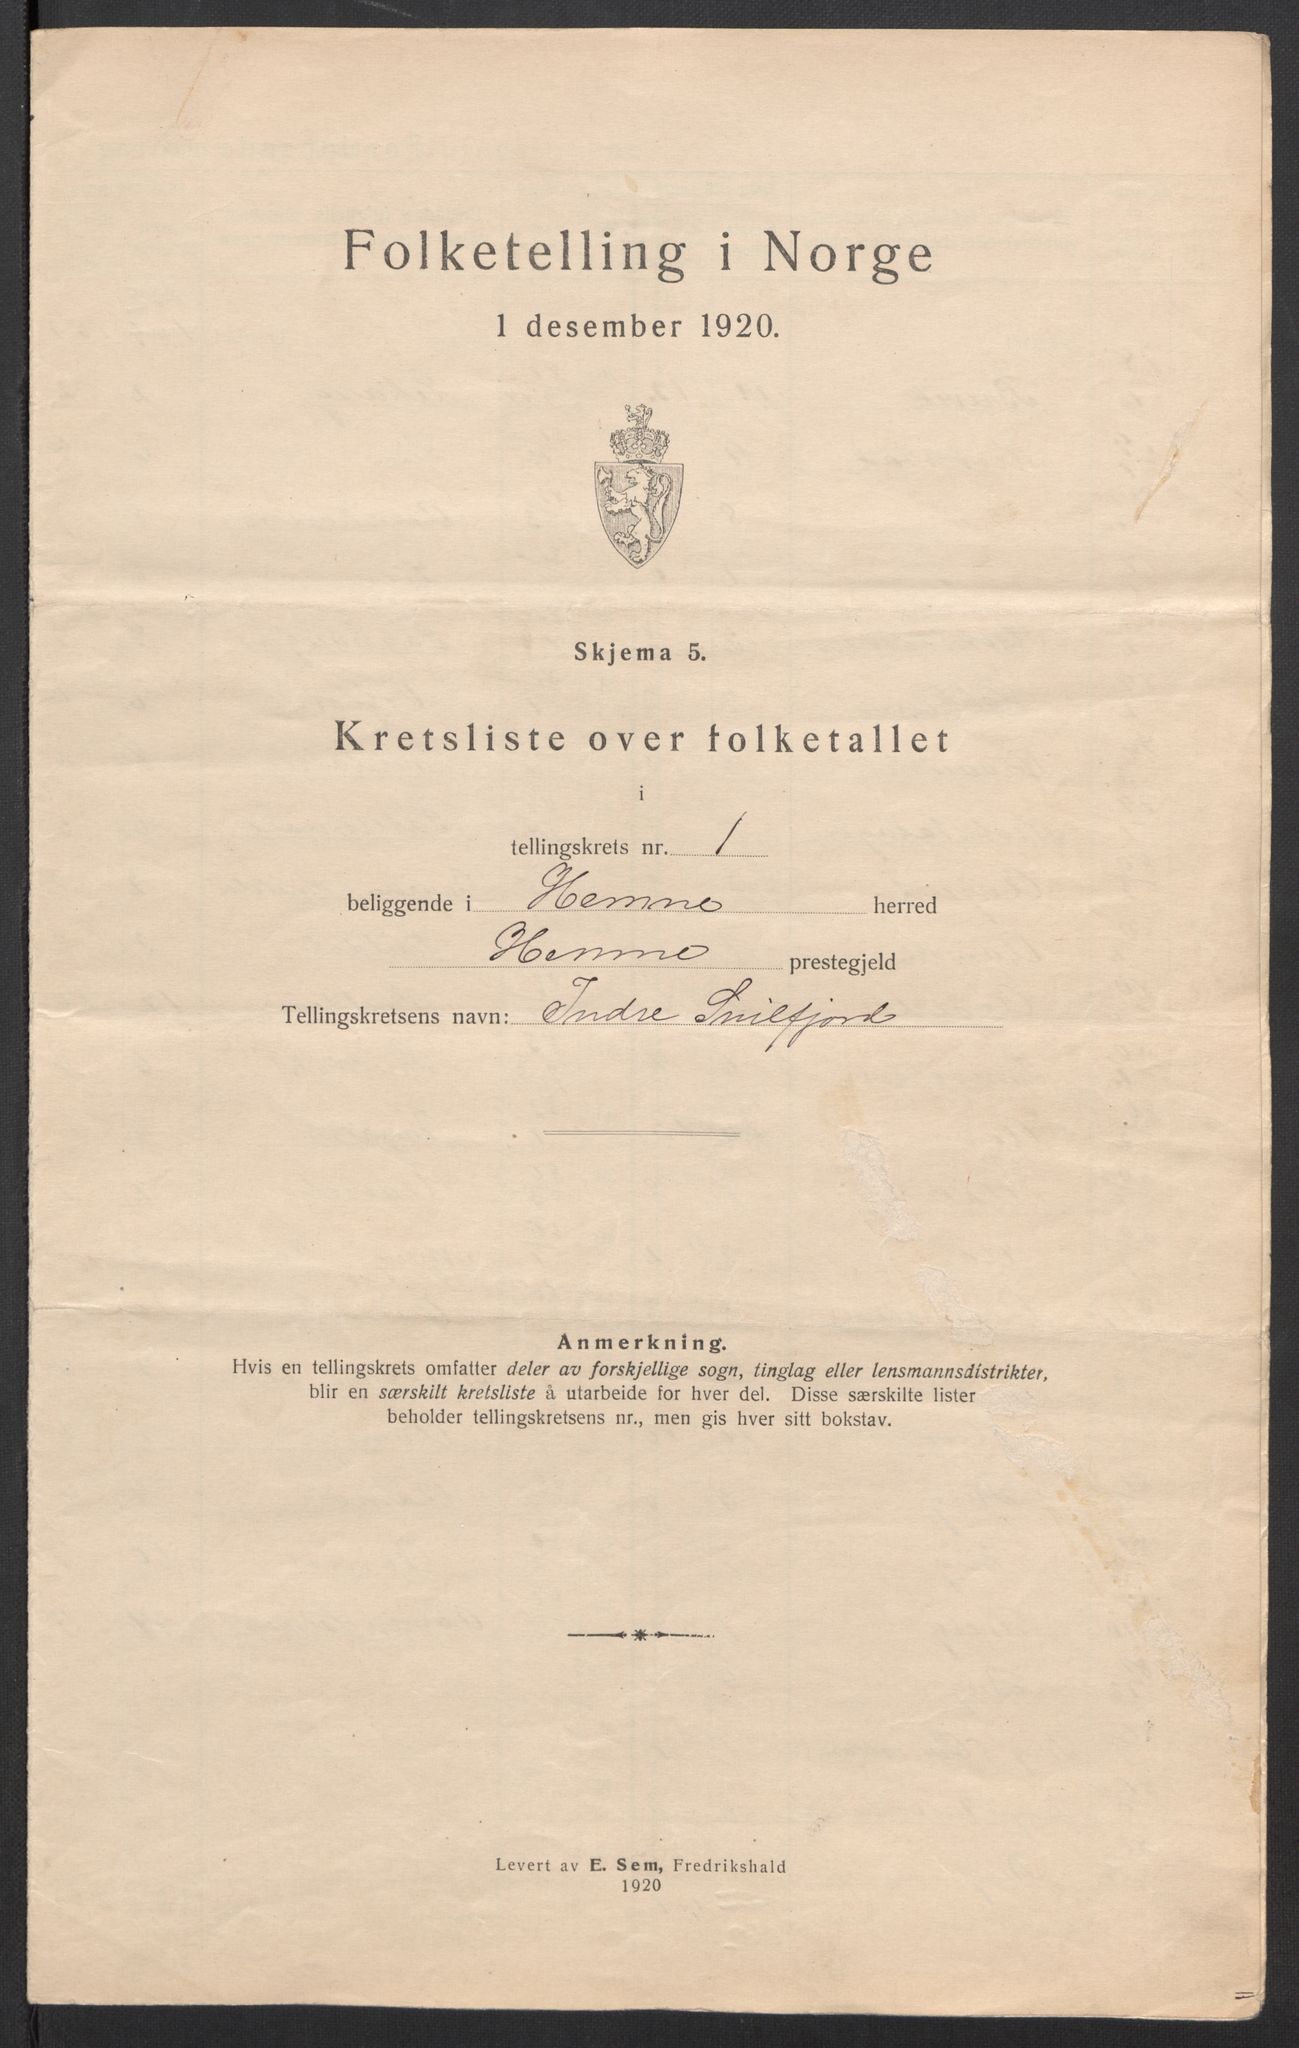 Folketelling i Norge
1 desember 1920.
Skjema 5.
Kretsliste over folketallet
i
tellingskrets nr. 1
beliggende i Hemne herred
Hemne prestegjeld
Tellingskretsens navn: Indre Snilfjord
Anmerkning.
Hvis en tellingskrets omfatter deler av forskjellige sogn, tinglag eller lensmannsdistrikter,
blir en særskilt kretsliste å utarbeide for hver del. Disse særskilte lister
beholder tellingskretsens nr., men gis hver sitt bokstav.
Levert av E. Sem, Fredrikshald
1920